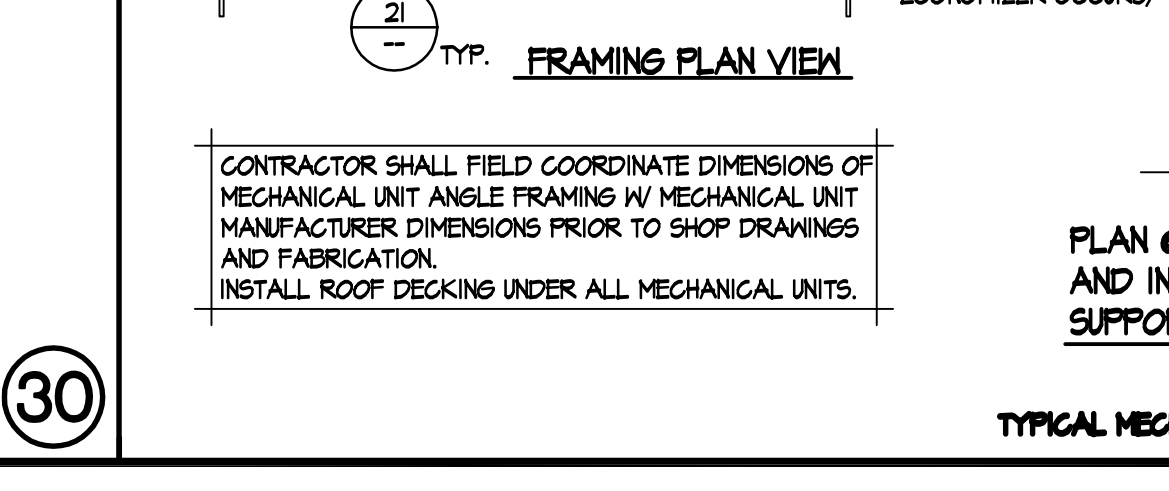 21
--
TYP. FRAMING PLAN VIEW
CONTRACTOR SHALL FIELD COORDINATE DIMENSIONS OF
MECHANICAL UNIT ANGLE FRAMING W/ MECHANICAL UNIT
MANUFACTURER DIMENSIONS PRIOR TO SHOP DRAWINGS
AND FABRICATION.
INSTALL ROOF DECKING UNDER ALL MECHANICAL UNITS.
PLAN
AND
30
TYPICAL